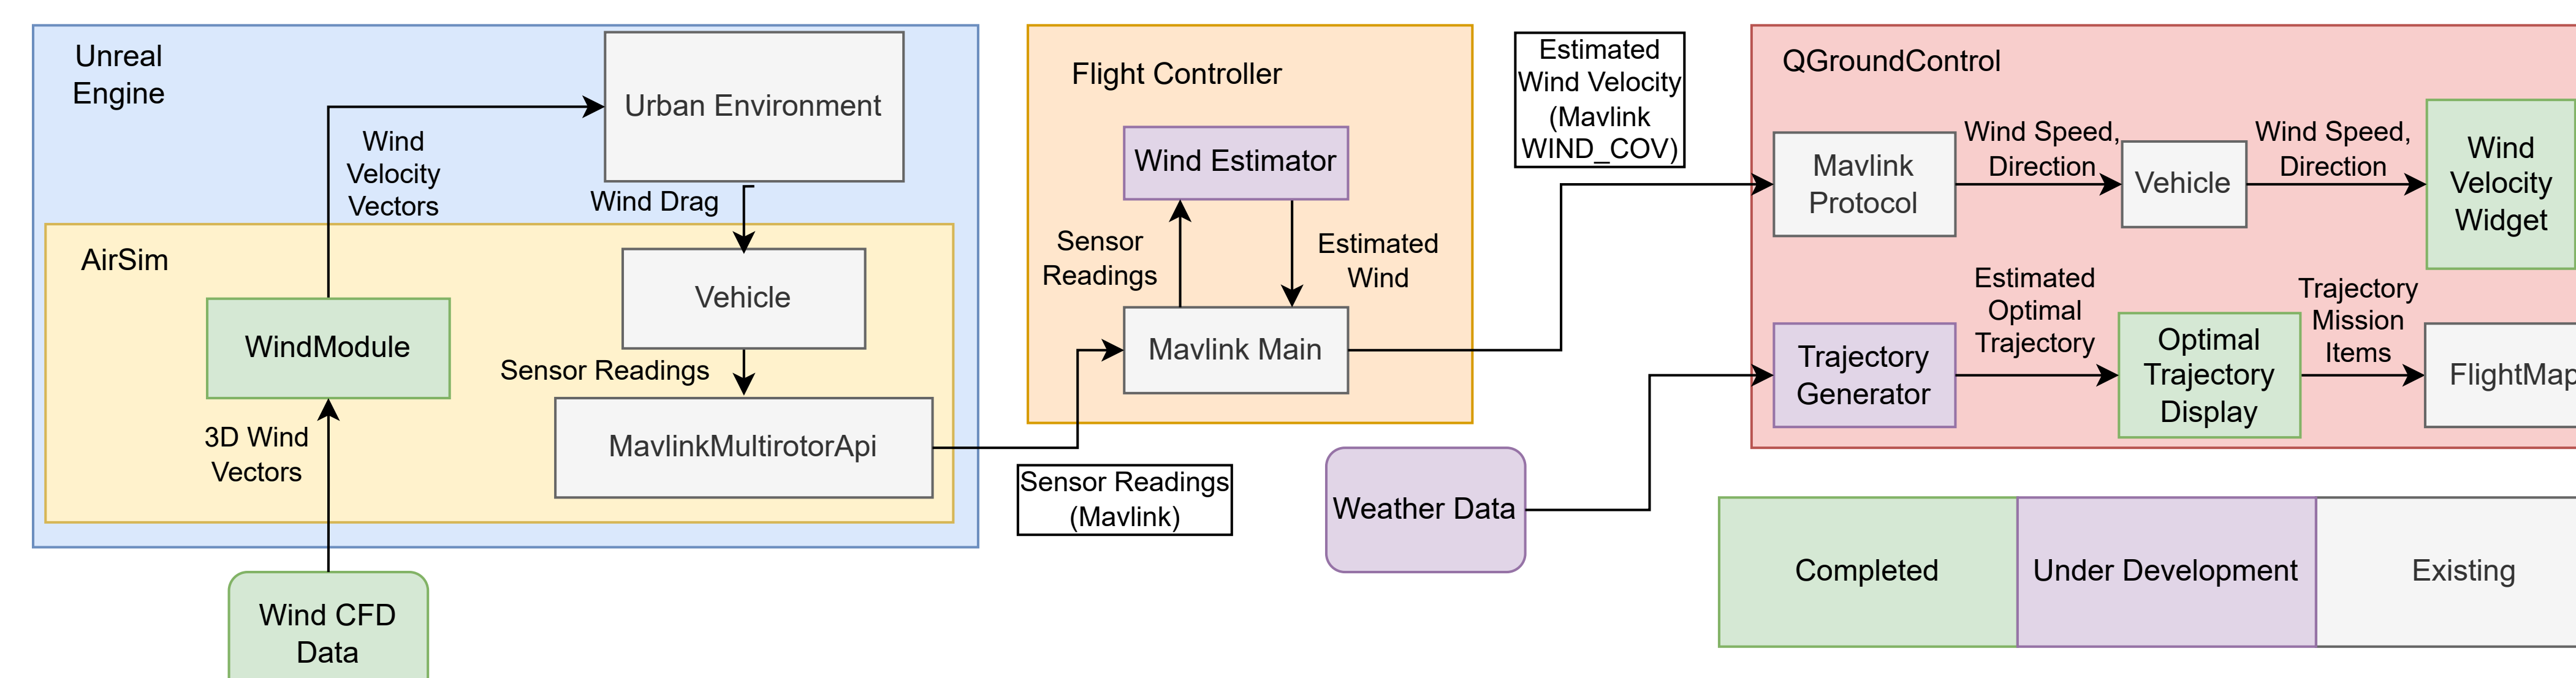 Unreal
Engine
Urban Environment
Wind
Velocity
Vectors
Wind Drag
AirSim
Vehicle
WindModule
Sensor Readings
MavlinkMultirotorApi
3D Wind
Vectors
Wind CFD
Data
Flight Controller
Wind Estimator
Sensor
Readings
Estimated
Wind
Mavlink Main
Sensor Readings
(Mavlink)
Estimated
Wind Velocity
(Mavlink
WIND_COV)
Weather Data
QGroundControl
Mavlink
Protocol
Wind Speed,
Direction
Vehicle
Wind Speed,
Direction
Wind
Velocity
Widget
Trajectory
Generator
Estimated
Optimal
Trajectory
Optimal
Trajectory
Display
Trajectory
Mission
Items
FlightMap
Completed
Under Development
Existing